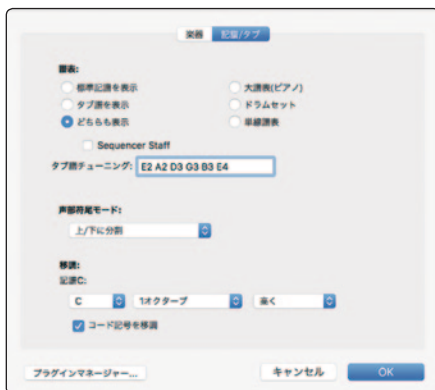 楽器 記譜/タブ
譜表:
標準記譜を表示 大譜表(ピアノ)
タブ譜を表示 ドラムセット
どちらも表示 単線譜表
Sequencer Staff
タブ譜チューニング: E2 A2 D3 G3 B3 E4
声部符尾モード:
上/下に分割
移調:
記譜C:
C 1オクターブ 高く
コード記号を移調
プラグインマネージャー... キャンセル OK